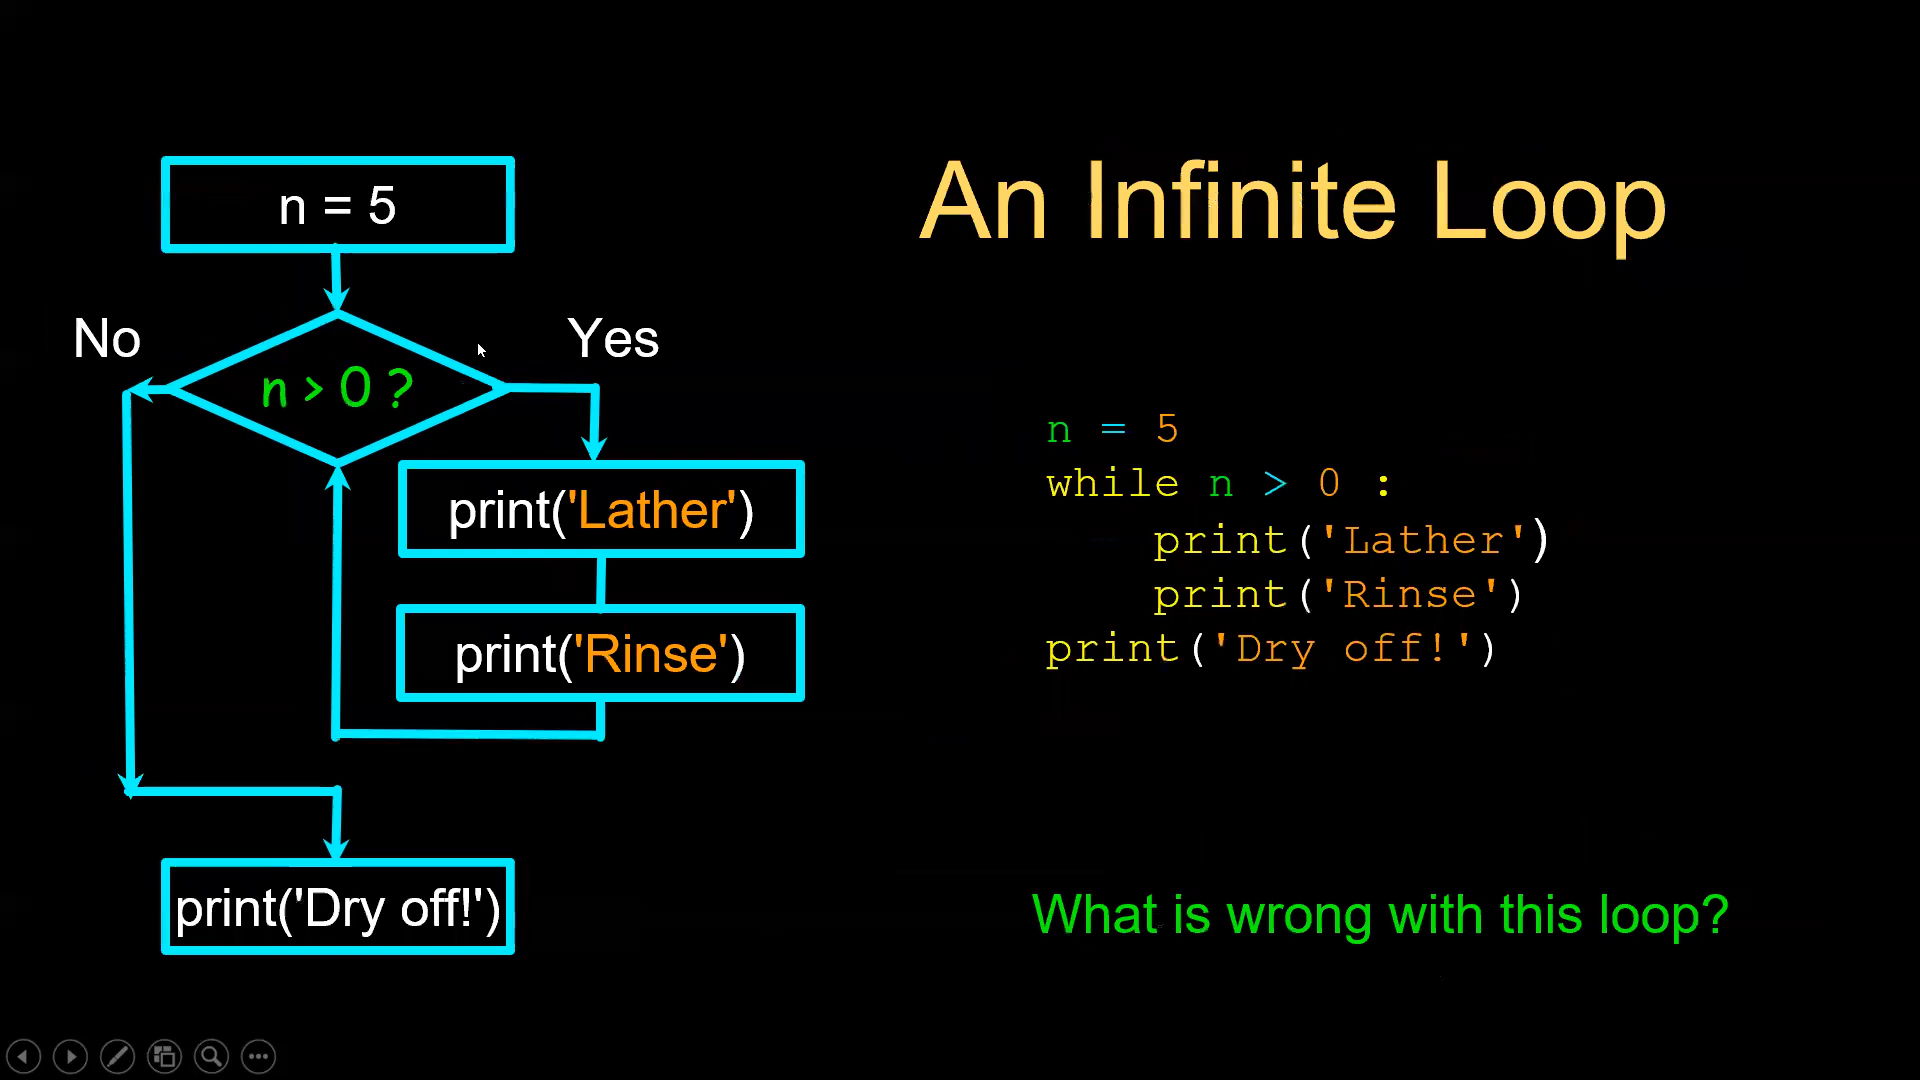 An Infinite Loop
n = 5
No
Yes
n > 0 ?
print('Lather')
print('Rinse')
print('Dry off!')
n = 5
while n > 0 :
    print('Lather')
    print('Rinse')
print('Dry off!')
What is wrong with this loop?